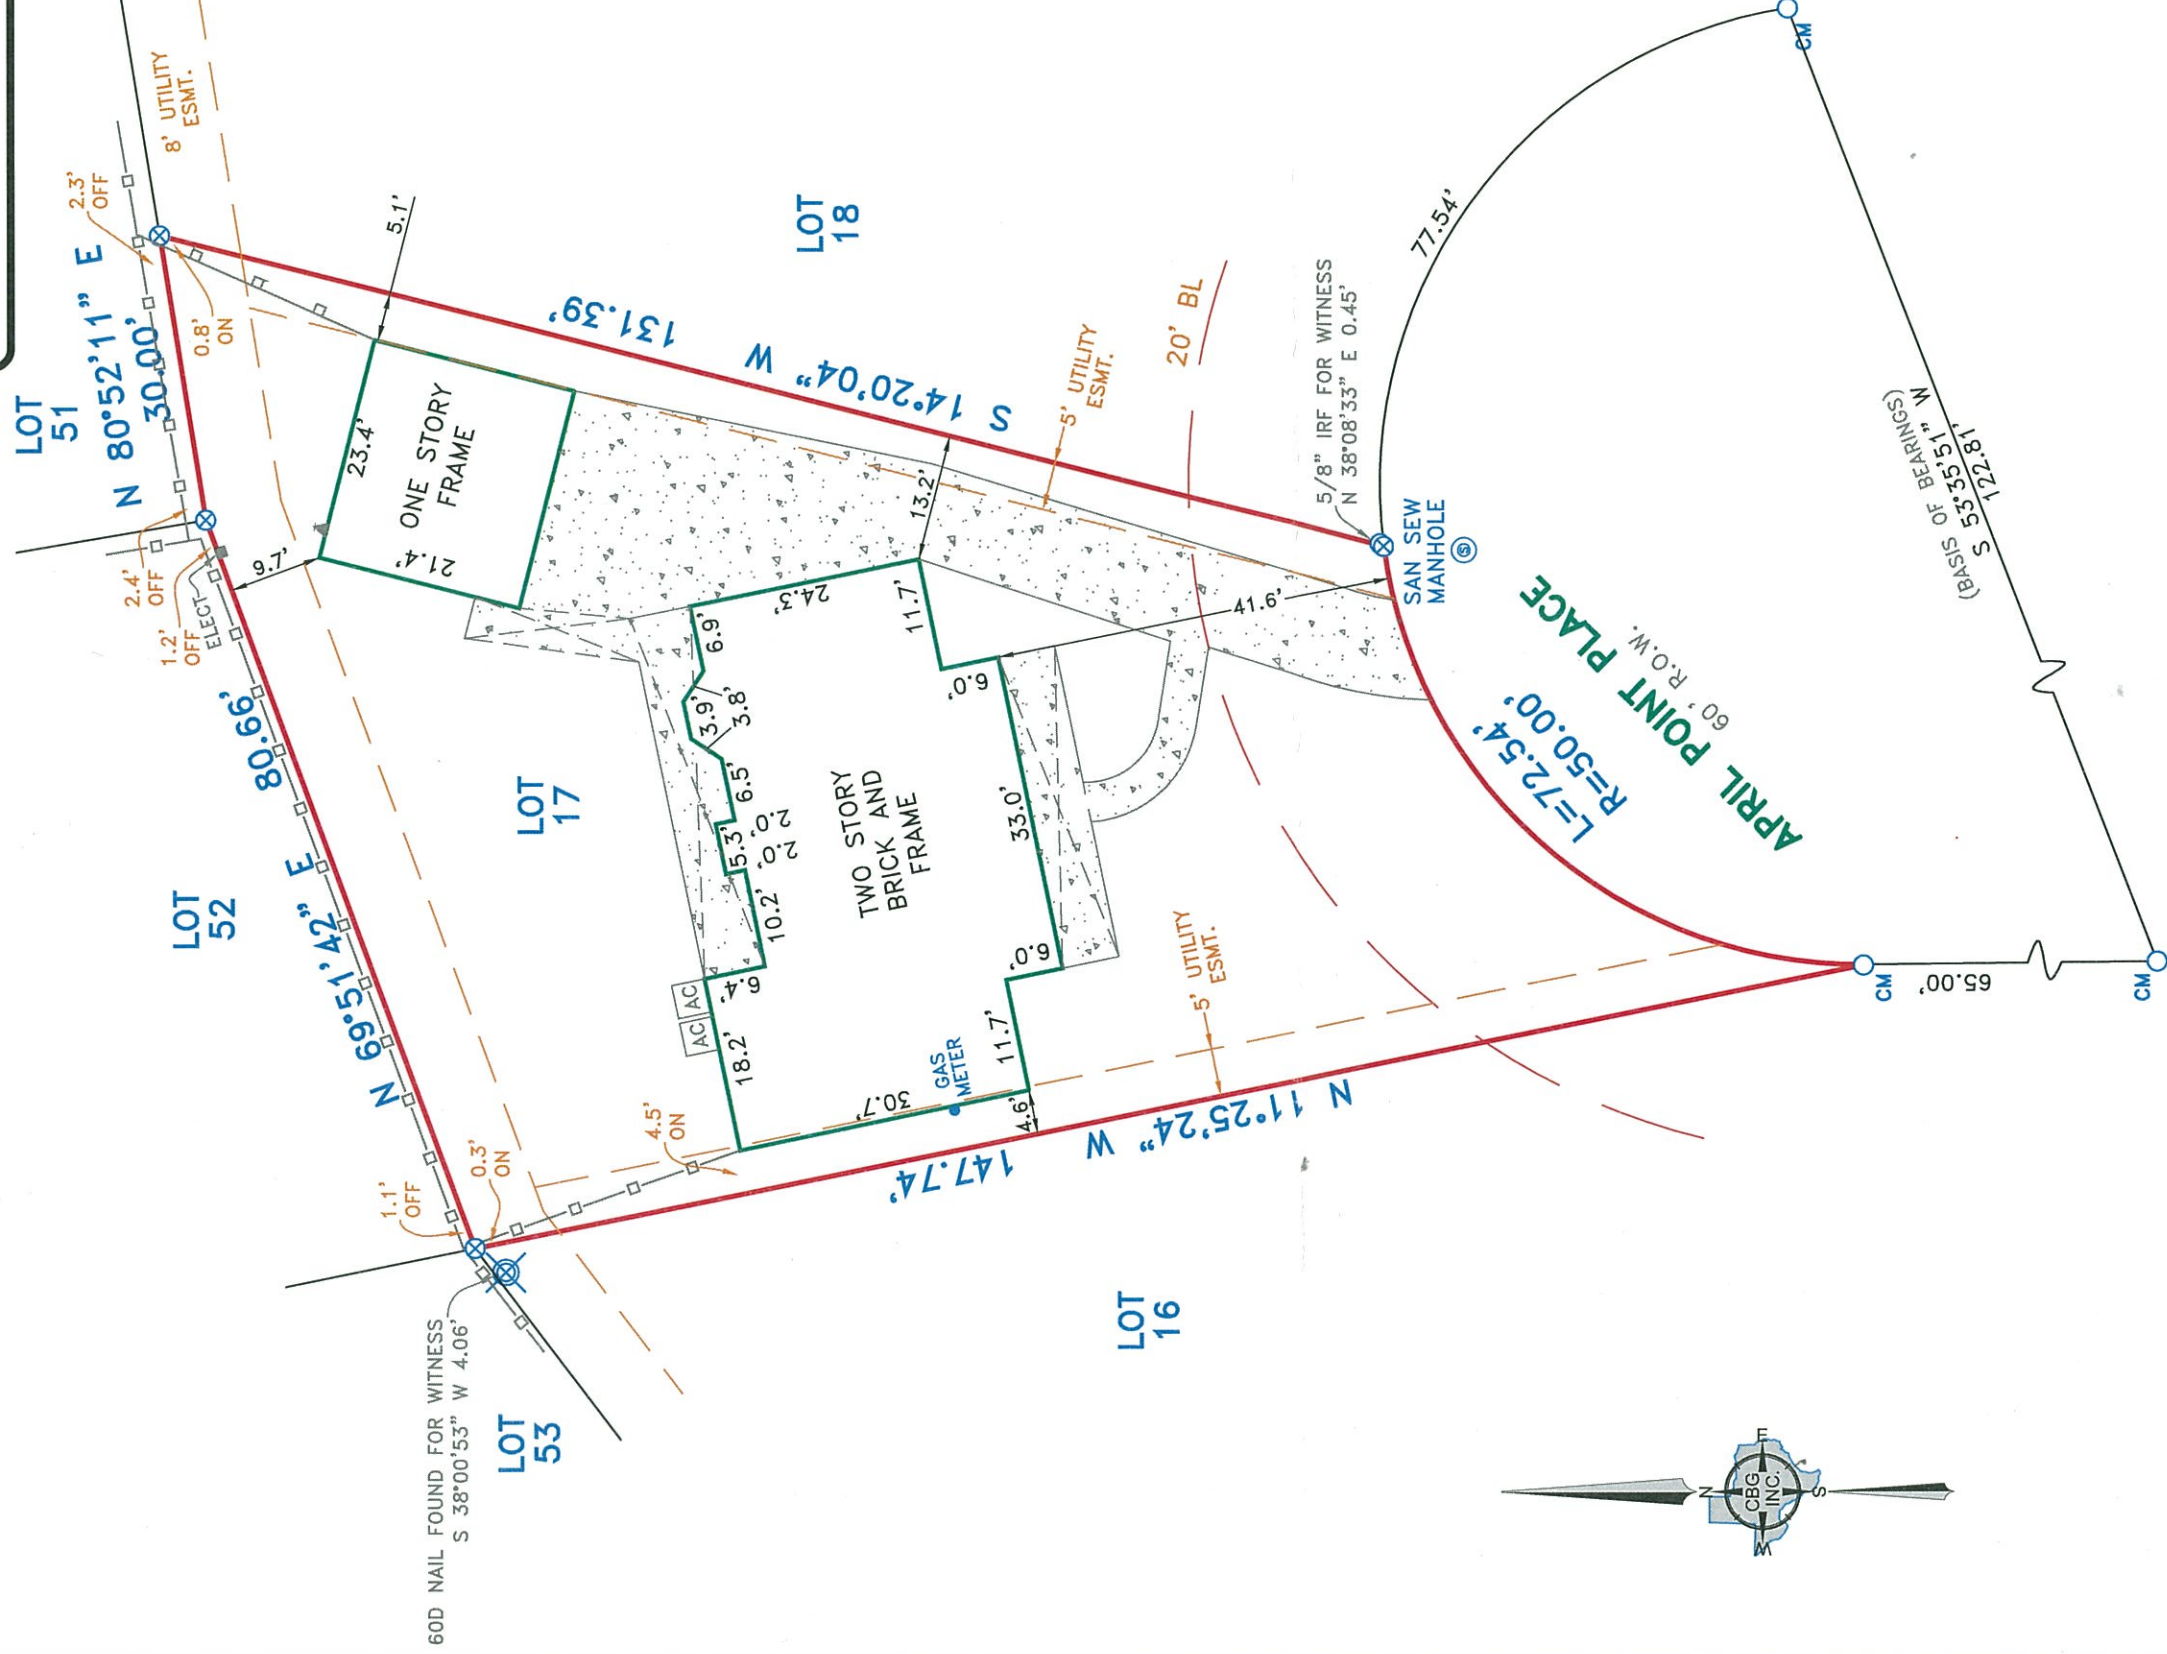 LOT
51
N 80°52'11" E
30.00'
2.3'
OFF
8' UTILITY
ESMT.
0.8'
ON
2.4'
OFF
1.2'
OFF
ELECT
9.7'
5.1'
23.4'
ONE STORY
FRAME
21.4'
LOT
18
131.39'
S 14°20'04" W
5' UTILITY
ESMT.
20' BL
13.2'
LOT
52
N 69°51'42" E
80.66'
LOT
17
24.3'
11.7'
6.0'
6.9'
3.8'
3.9'
6.5'
2.0'
5.3'
2.0'
10.2'
6.4'
AC
AC
18.2'
TWO STORY
BRICK AND
FRAME
33.0'
6.0'
11.7'
30.7'
GAS
METER
4.6'
41.6'
5/8" IRF FOR WITNESS
N 38°08'33" E 0.45'
SAN SEW
MANHOLE
S
77.54'
CM
(BASIS OF BEARINGS)
S 53°35'51" W
122.81'
APRIL POINT PLACE
60' R.O.W.
L=72.54'
R=50.00'
CM
65.00'
CM
5' UTILITY
ESMT.
N 11°25'24" W
147.74'
4.5'
ON
0.3'
ON
1.1'
OFF
60D NAIL FOUND FOR WITNESS
S 38°00'53" W 4.06'
LOT
53
LOT
16
N
E
S
W
CBG
INC.